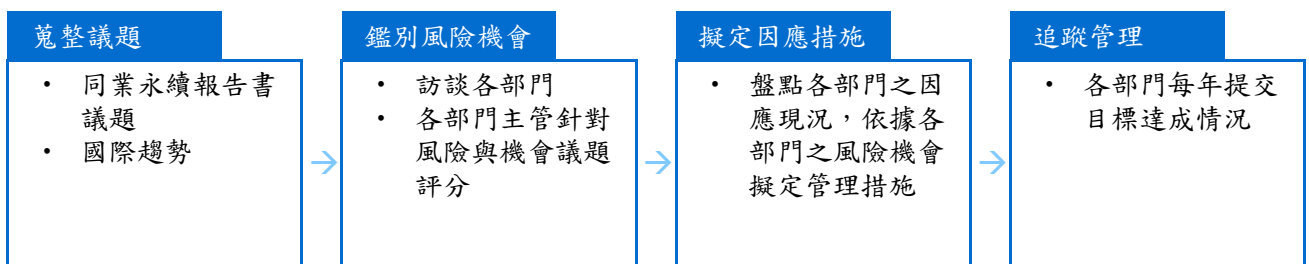 蒐整議題
• 同業永續報告書
議題
• 國際趨勢
→
鑑別風險機會
• 訪談各部門
• 各部門主管針對
風險與機會議題
評分
→
擬定因應措施
• 盤點各部門之因
應現況，依據各
部門之風險機會
擬定管理措施
→
追蹤管理
• 各部門每年提交
目標達成情況